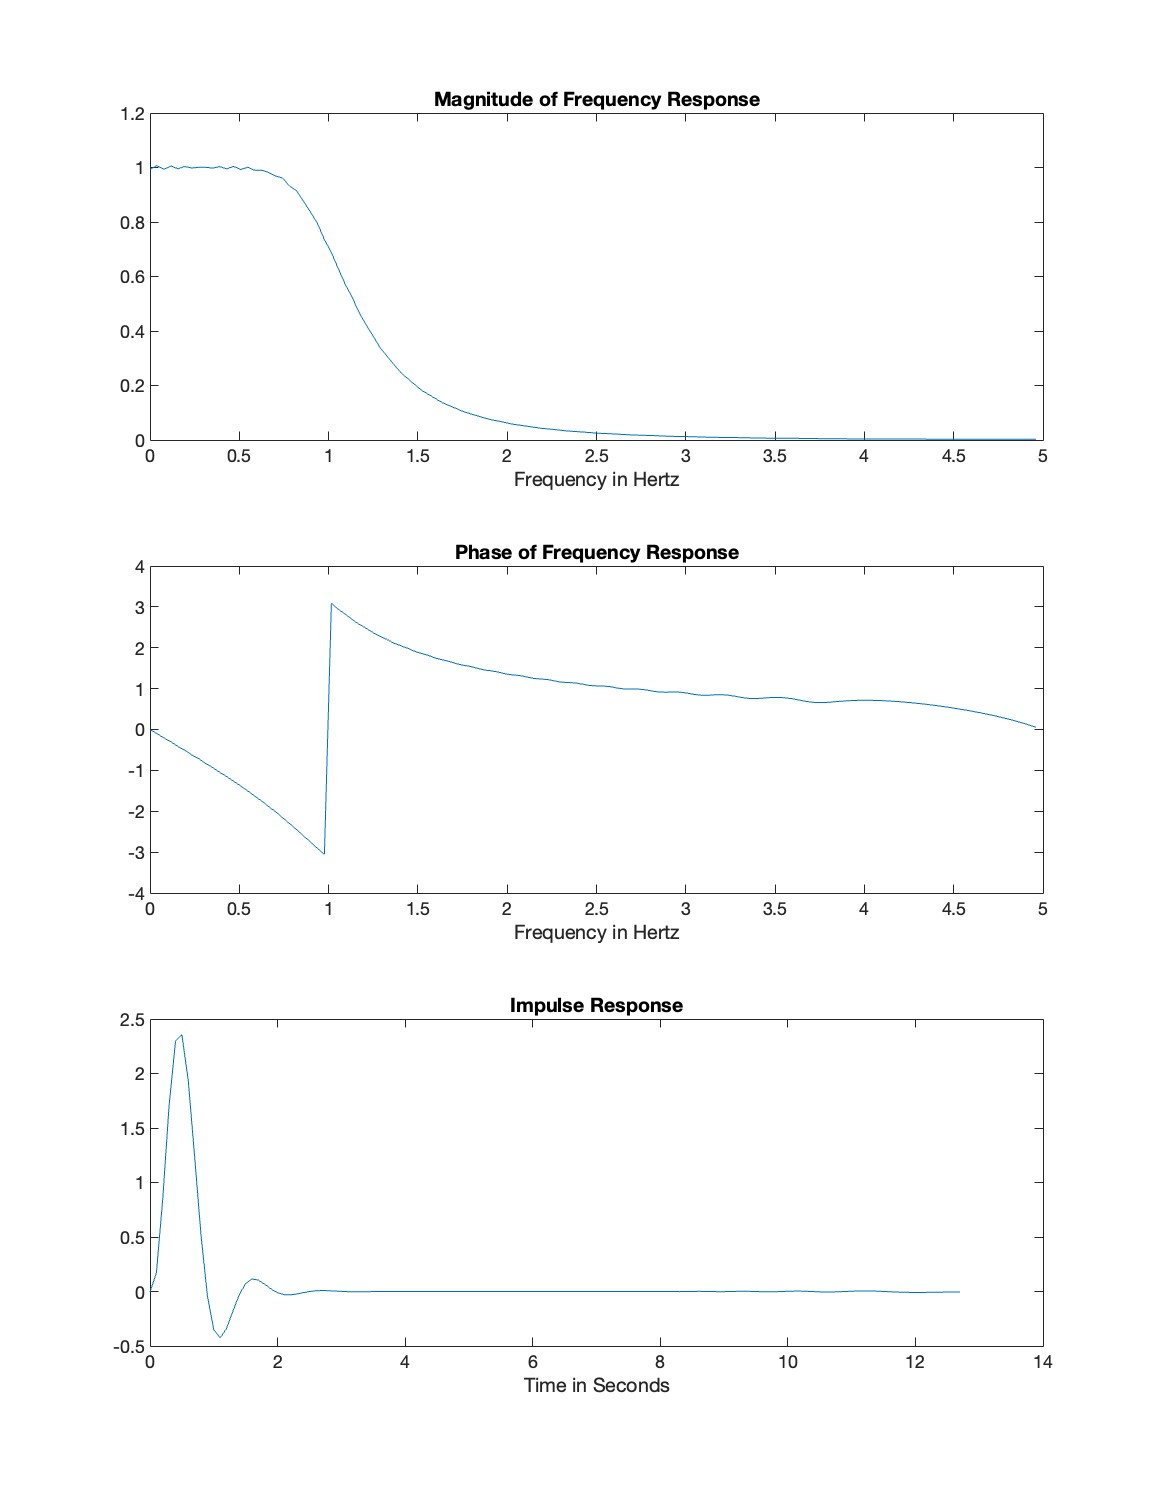 Magnitude of Frequency Response
1.2
1
0.8
0.6
0.4
0.2
0
0 0.5 1 1.5 2 2.5 3 3.5 4 4.5 5
Frequency in Hertz
Phase of Frequency Response
4
3
2
1
0
-1
-2
-3
-4
0 0.5 1 1.5 2 2.5 3 3.5 4 4.5 5
Frequency in Hertz
Impulse Response
2.5
2
1.5
1
0.5
0
-0.5
0 2 4 6 8 10 12 14
Time in Seconds